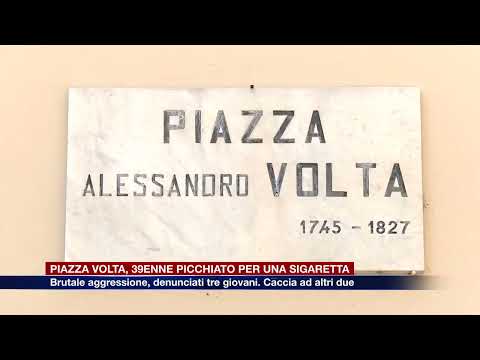 PIAZZA
ALESSANDRO VOLTA
1745 - 1827
PIAZZA VOLTA, 39ENNE PICCHIATO PER UNA SIGARETTA
Brutale aggressione, denunciati tre giovani. Caccia ad altri due